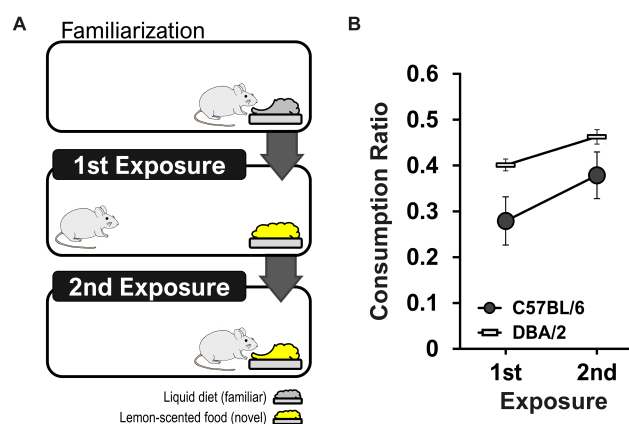 A
Familiarization
1st Exposure
2nd Exposure
Liquid diet (familiar)
Lemon-scented food (novel)
B
Consumption Ratio
0.6
0.5
0.4
0.3
0.2
0.1
0
C57BL/6
DBA/2
1st 2nd
Exposure